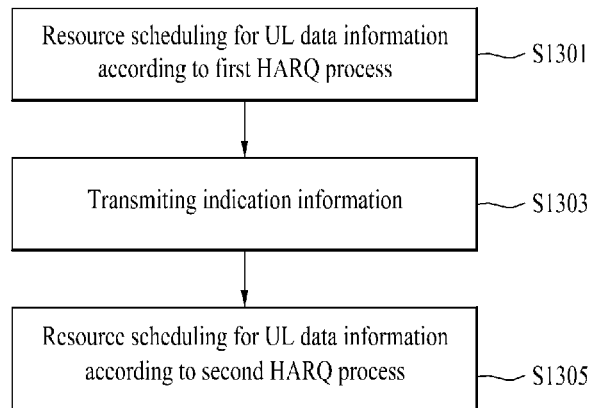 Resource scheduling for UL data information
according to first HARQ process
S1301
Transmiting indication information
S1303
Resource scheduling for UL data information
according to second HARQ process
S1305